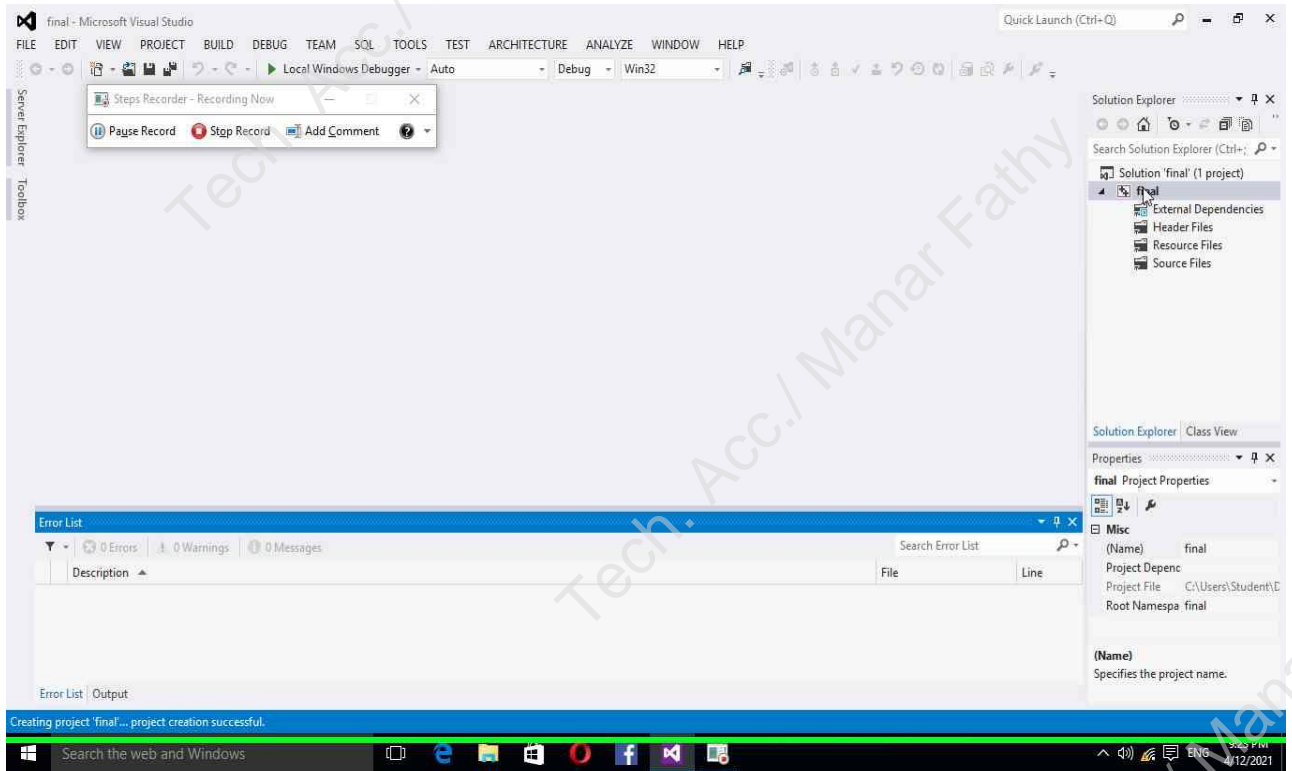 final - Microsoft Visual Studio
Quick Launch (Ctrl+Q)
FILE EDIT VIEW PROJECT BUILD DEBUG TEAM SQL TOOLS TEST ARCHITECTURE ANALYZE WINDOW HELP
Local Windows Debugger Auto Debug Win32
Server Explorer
Toolbox
Steps Recorder - Recording Now
Pause Record Stop Record Add Comment
Solution Explorer
Search Solution Explorer (Ctrl+;
Solution 'final' (1 project)
final
External Dependencies
Header Files
Resource Files
Source Files
Solution Explorer Class View
Properties
final Project Properties
Misc
(Name) final
Project Depenc
Project File C:\Users\Student\D
Root Namespa final
(Name)
Specifies the project name.
Error List
0 Errors 0 Warnings 0 Messages
Search Error List
Description File Line
Error List Output
Creating project 'final'... project creation successful.
Search the web and Windows
ENG
9:23 PM
4/12/2021
Tech. Acc./ Manar Fathy
Tech. Acc./